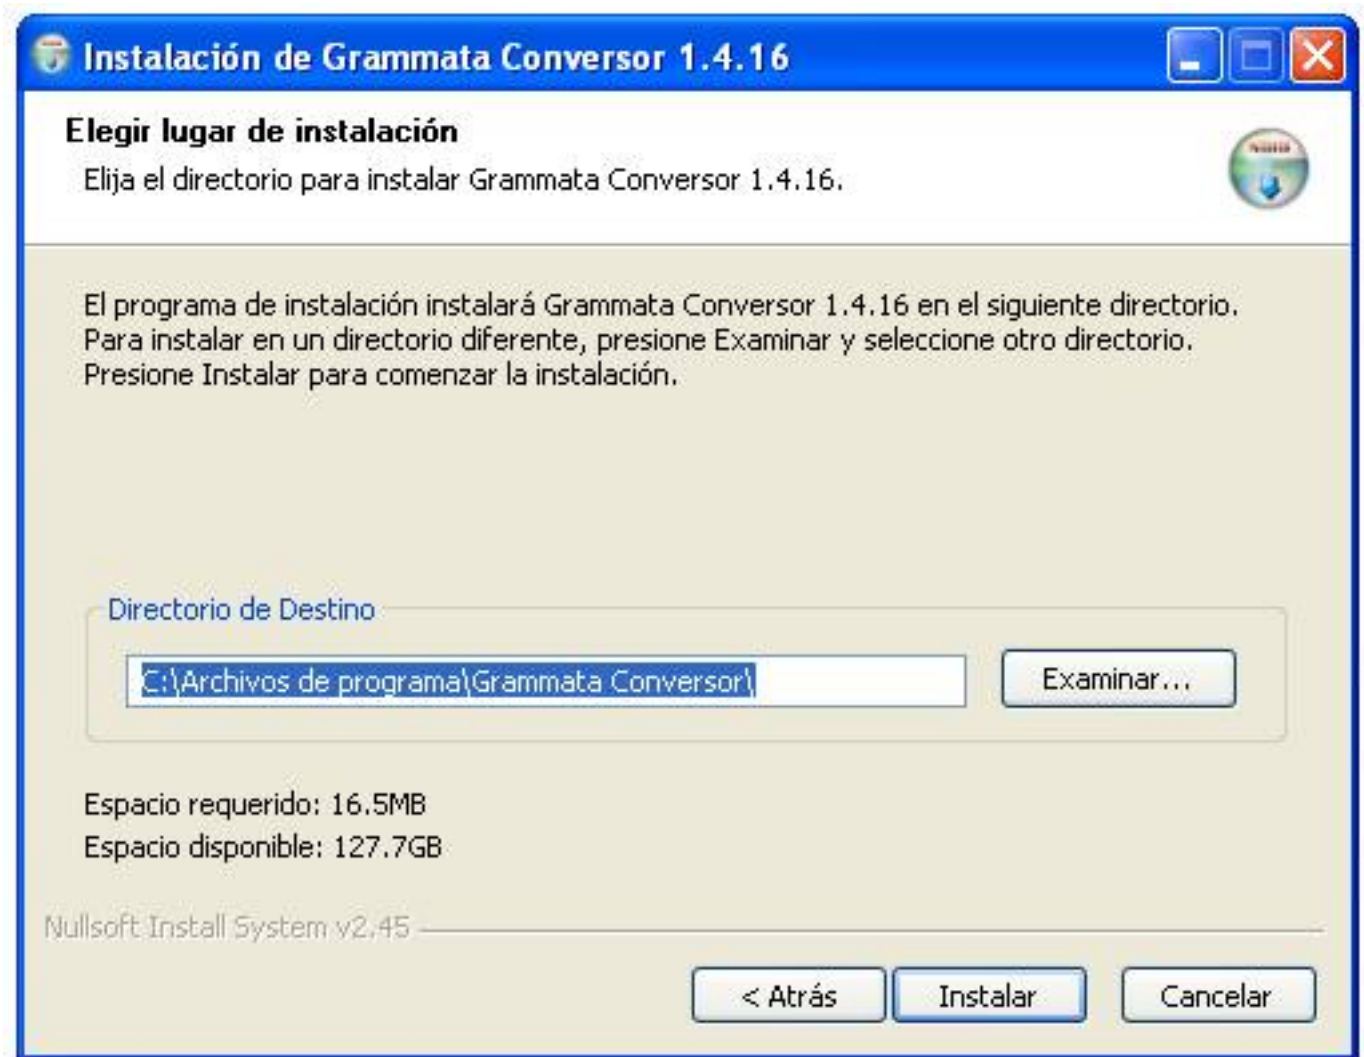 Instalación de Grammata Conversor 1.4.16
Elegir lugar de instalación
Elija el directorio para instalar Grammata Conversor 1.4.16.
El programa de instalación instalará Grammata Conversor 1.4.16 en el siguiente directorio.
Para instalar en un directorio diferente, presione Examinar y seleccione otro directorio.
Presione Instalar para comenzar la instalación.
Directorio de Destino
C:\Archivos de programa\Grammata Conversor\
Examinar...
Espacio requerido: 16.5MB
Espacio disponible: 127.7GB
Nullsoft Install System v2.45
< Atrás
Instalar
Cancelar